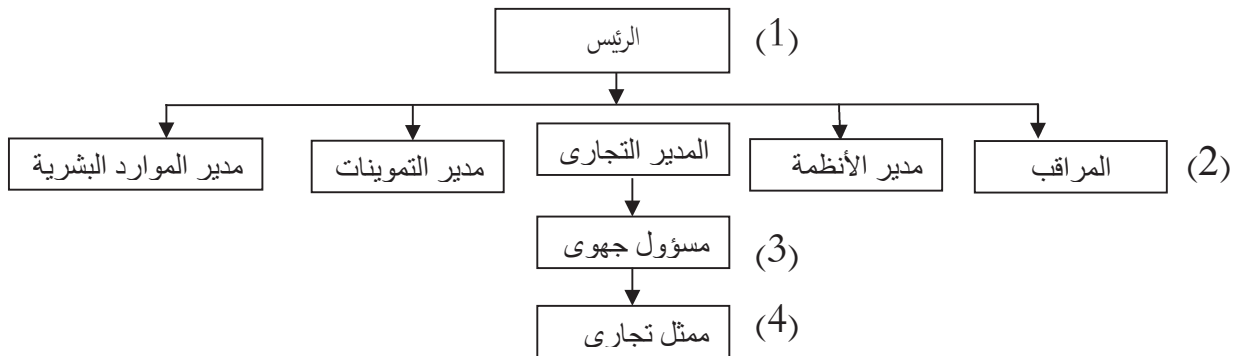 الرئيس (1)
المراقب مدير الأنظمة المدير التجارى مدير التموينات مدير الموارد البشرية (2)
مسؤول جهوى (3)
ممثل تجارى (4)